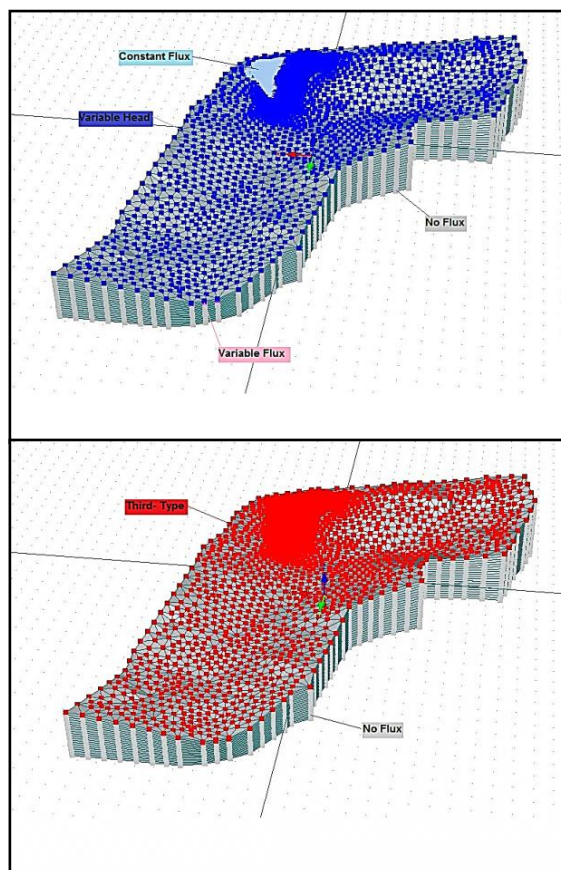 Constant Flux
Variable Head
No Flux
Variable Flux
Third- Type
No Flux